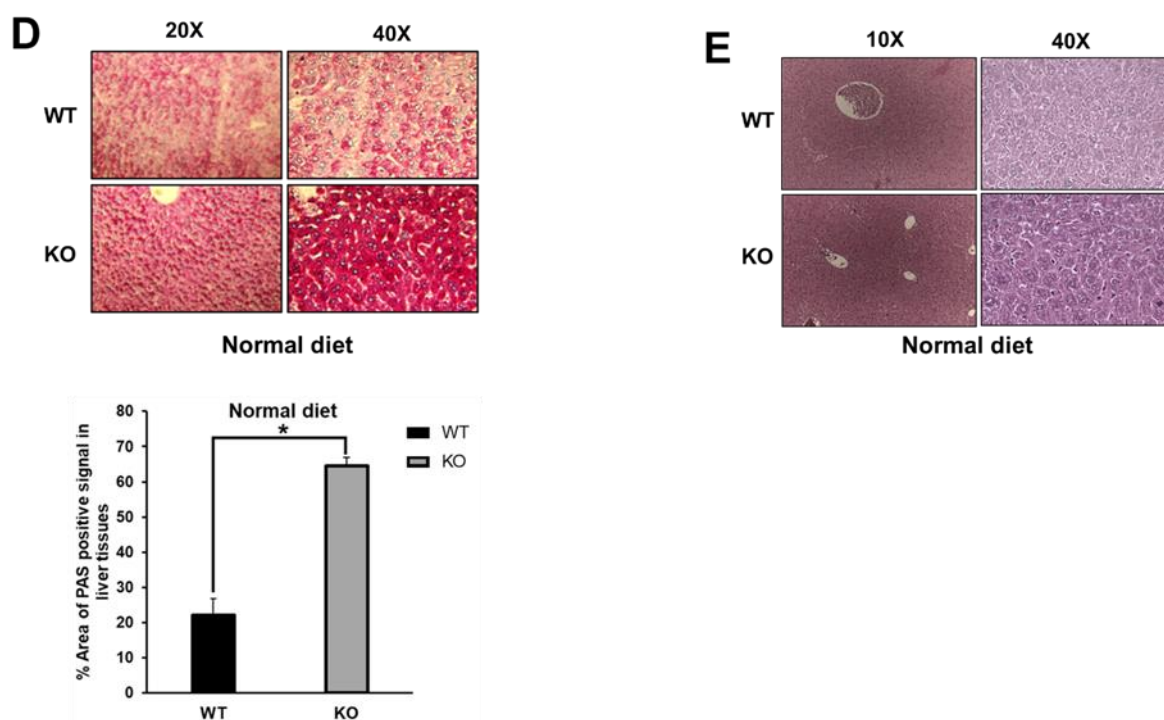 D
20X 40X
WT
KO
Normal diet
80
70
60
50
40
30
20
10
0
% Area of PAS positive signal in
liver tissues
Normal diet
*
WT
KO
WT KO
E
10X 40X
WT
KO
Normal diet